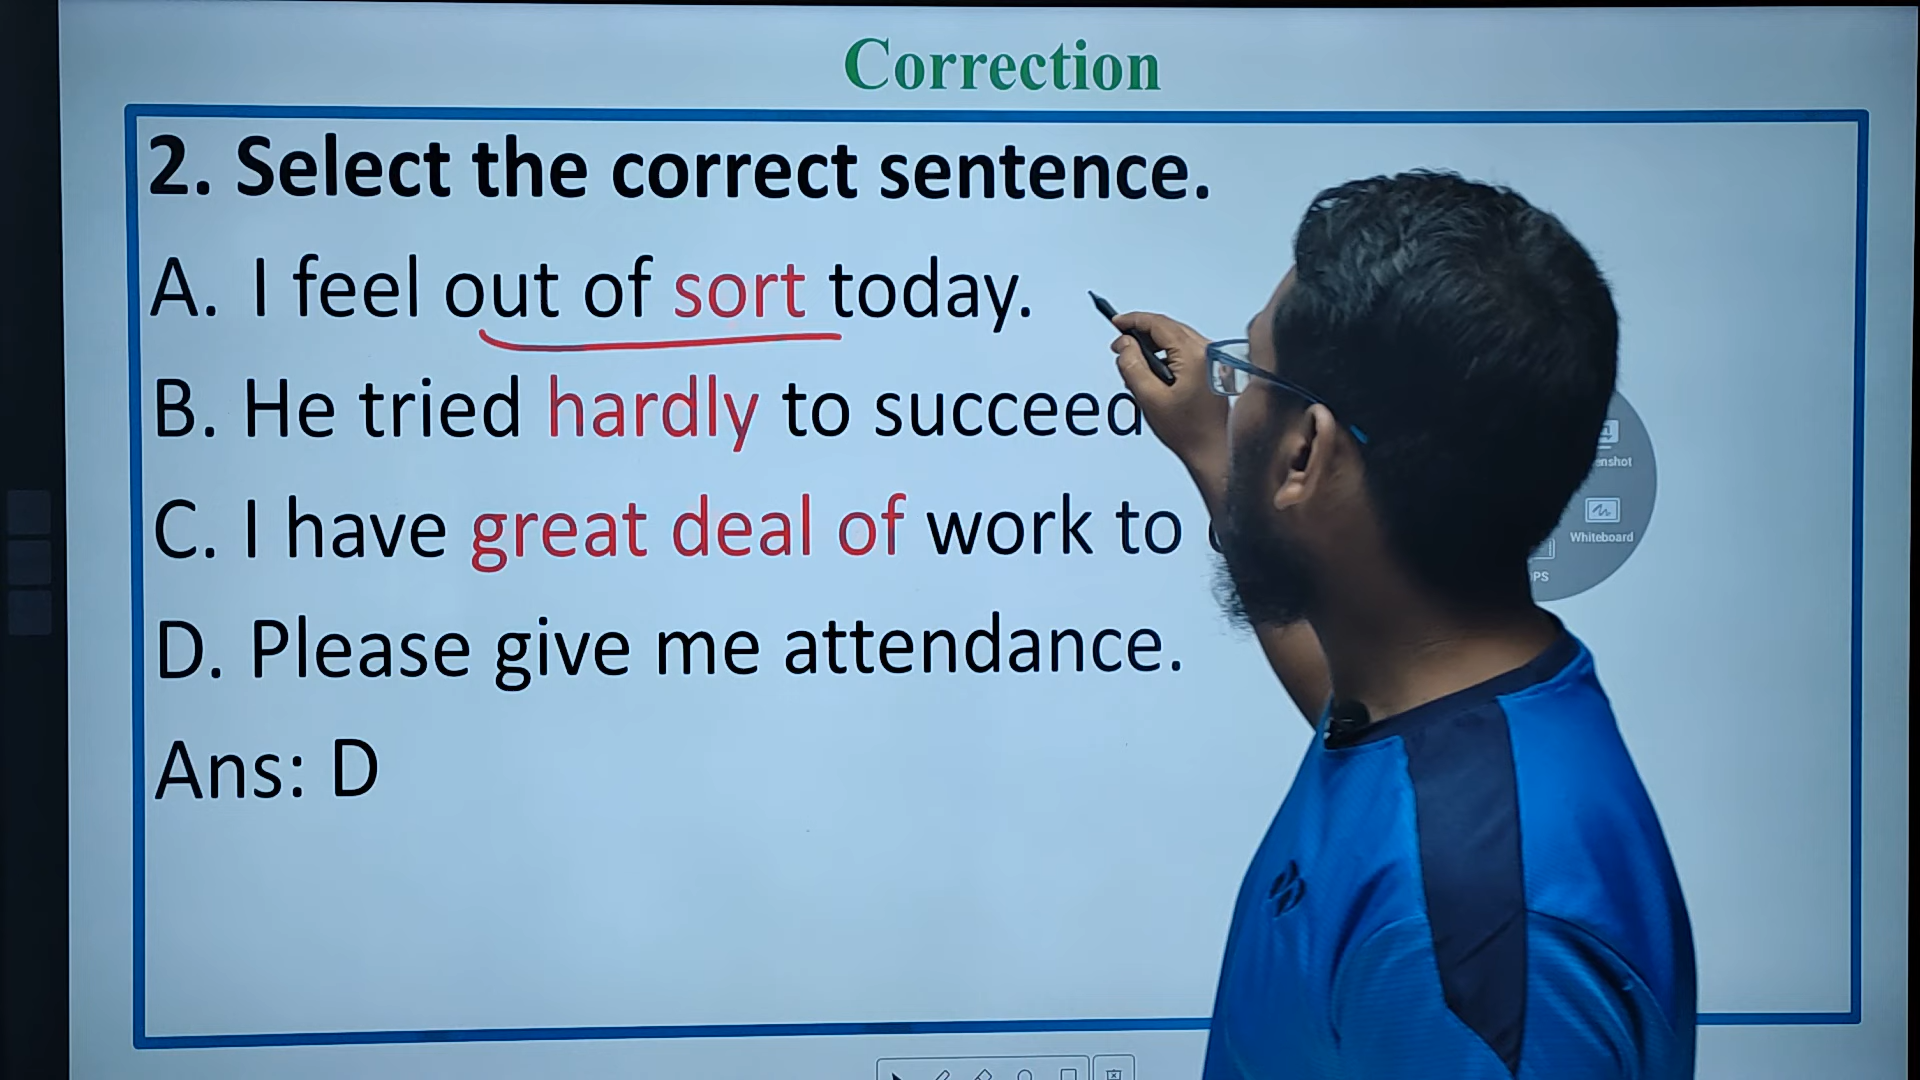 Correction
2. Select the correct sentence.
A. I feel out of sort today.
B. He tried hardly to succeed
C. I have great deal of work to
D. Please give me attendance.
Ans: D
Whiteboard